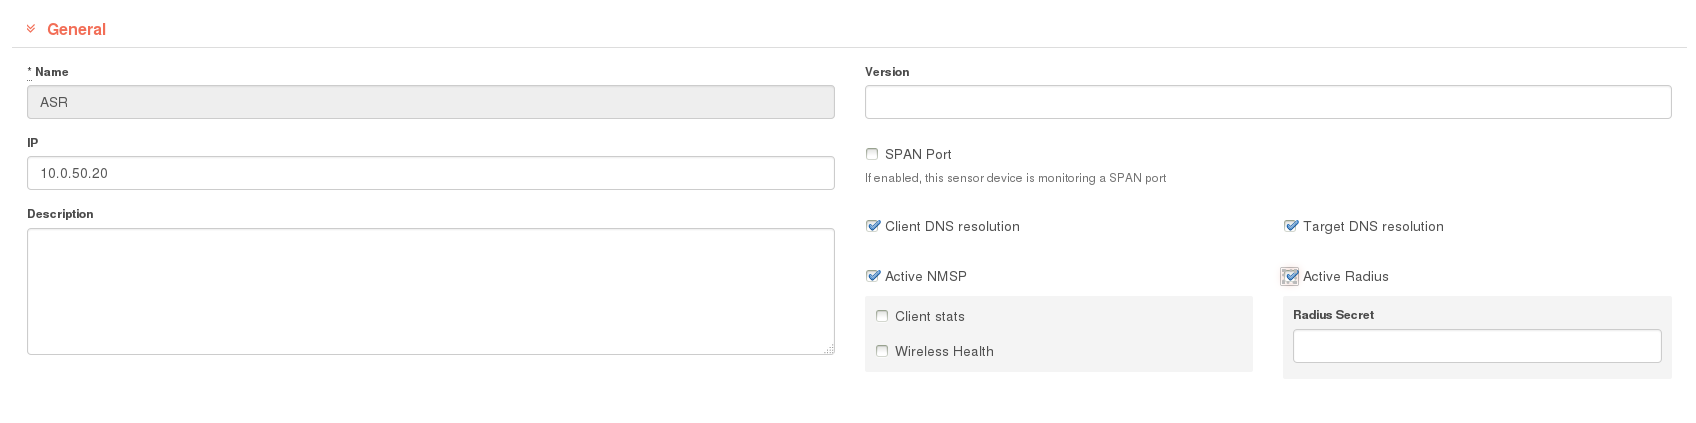 General
* Name
ASR
Version
IP
10.0.50.20
SPAN Port
If enabled, this sensor device is monitoring a SPAN port
Description
Client DNS resolution
Target DNS resolution
Active NMSP
Active Radius
Client stats
Wireless Health
Radius Secret